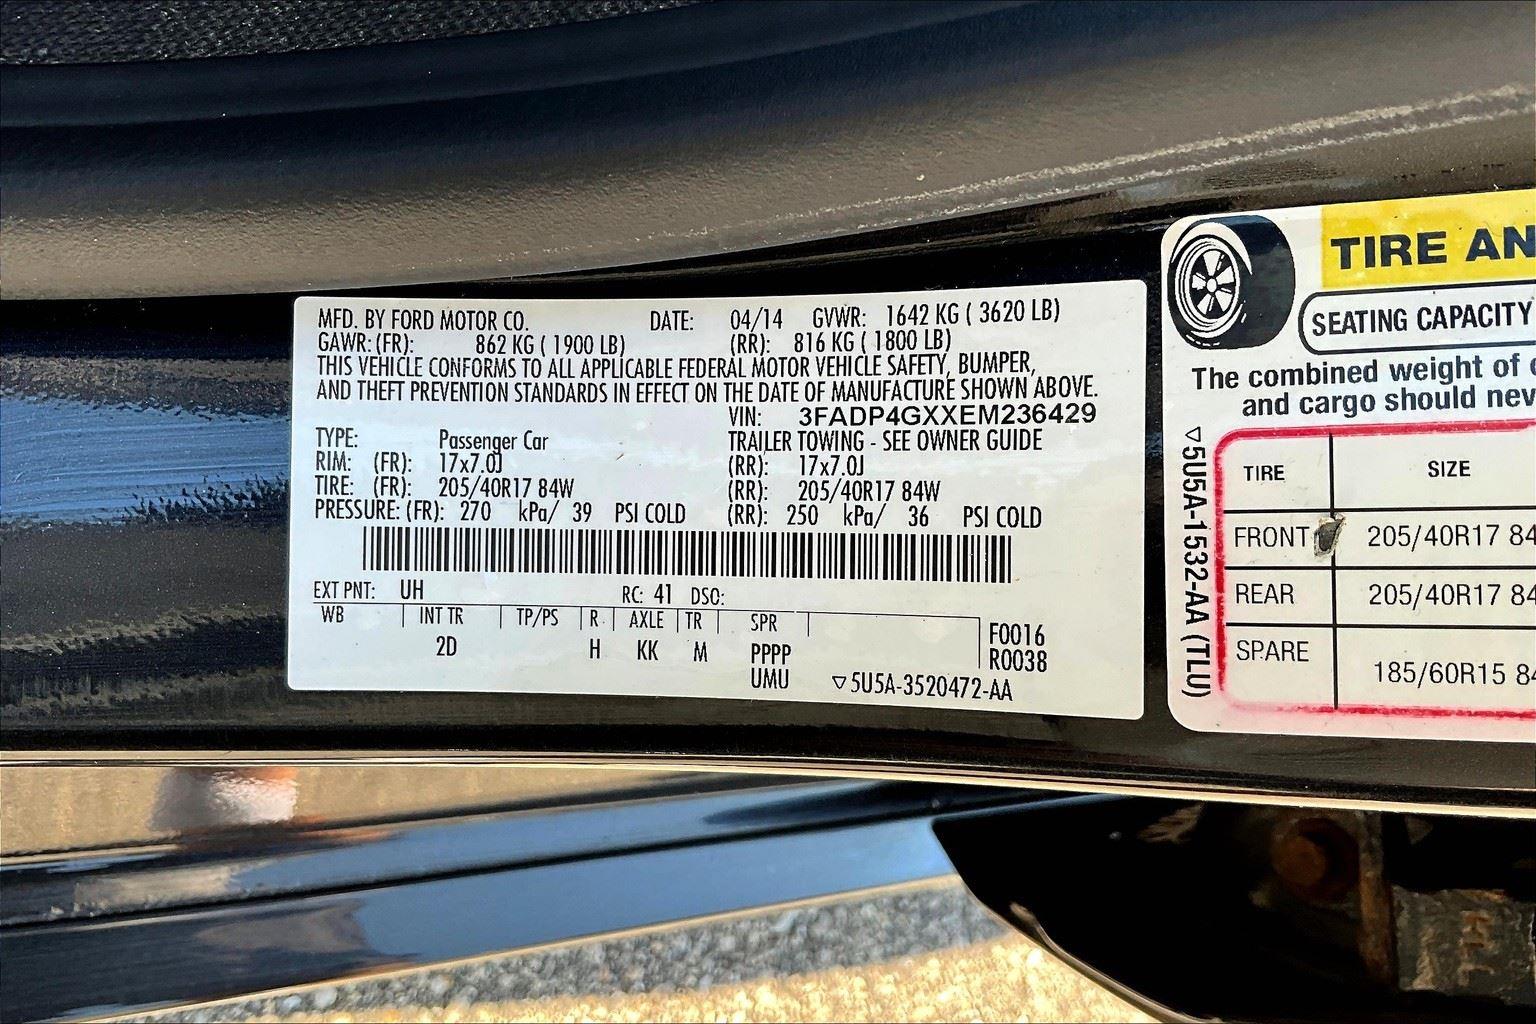 MFD. BY FORD MOTOR CO. DATE: 04/14 GVWR: 1642 KG ( 3620 LB)
GAWR: (FR): 862 KG ( 1900 LB) (RR): 816 KG ( 1800 LB)
THIS VEHICLE CONFORMS TO ALL APPLICABLE FEDERAL MOTOR VEHICLE SAFETY, BUMPER,
AND THEFT PREVENTION STANDARDS IN EFFECT ON THE DATE OF MANUFACTURE SHOWN ABOVE.
VIN: 3FADP4GXXEM236429
TYPE: Passenger Car TRAILER TOWING - SEE OWNER GUIDE
RIM: (FR): 17x7.0J (RR): 17x7.0J
TIRE: (FR): 205/40R17 84W (RR): 205/40R17 84W
PRESSURE: (FR): 270 kPa/ 39 PSI COLD (RR): 250 kPa/ 36 PSI COLD
EXT PNT: UH RC: 41 DSO:
WB INT TR TP/PS R AXLE TR SPR F0016
2D H KK M PPPP R0038
UMU ▽5U5A-3520472-AA
TIRE AN
SEATING CAPACITY
The combined weight of
and cargo should nev
▽5U5A-1532-AA (TLU)
TIRE SIZE
FRONT 205/40R17 84
REAR 205/40R17 84
SPARE 185/60R15 84